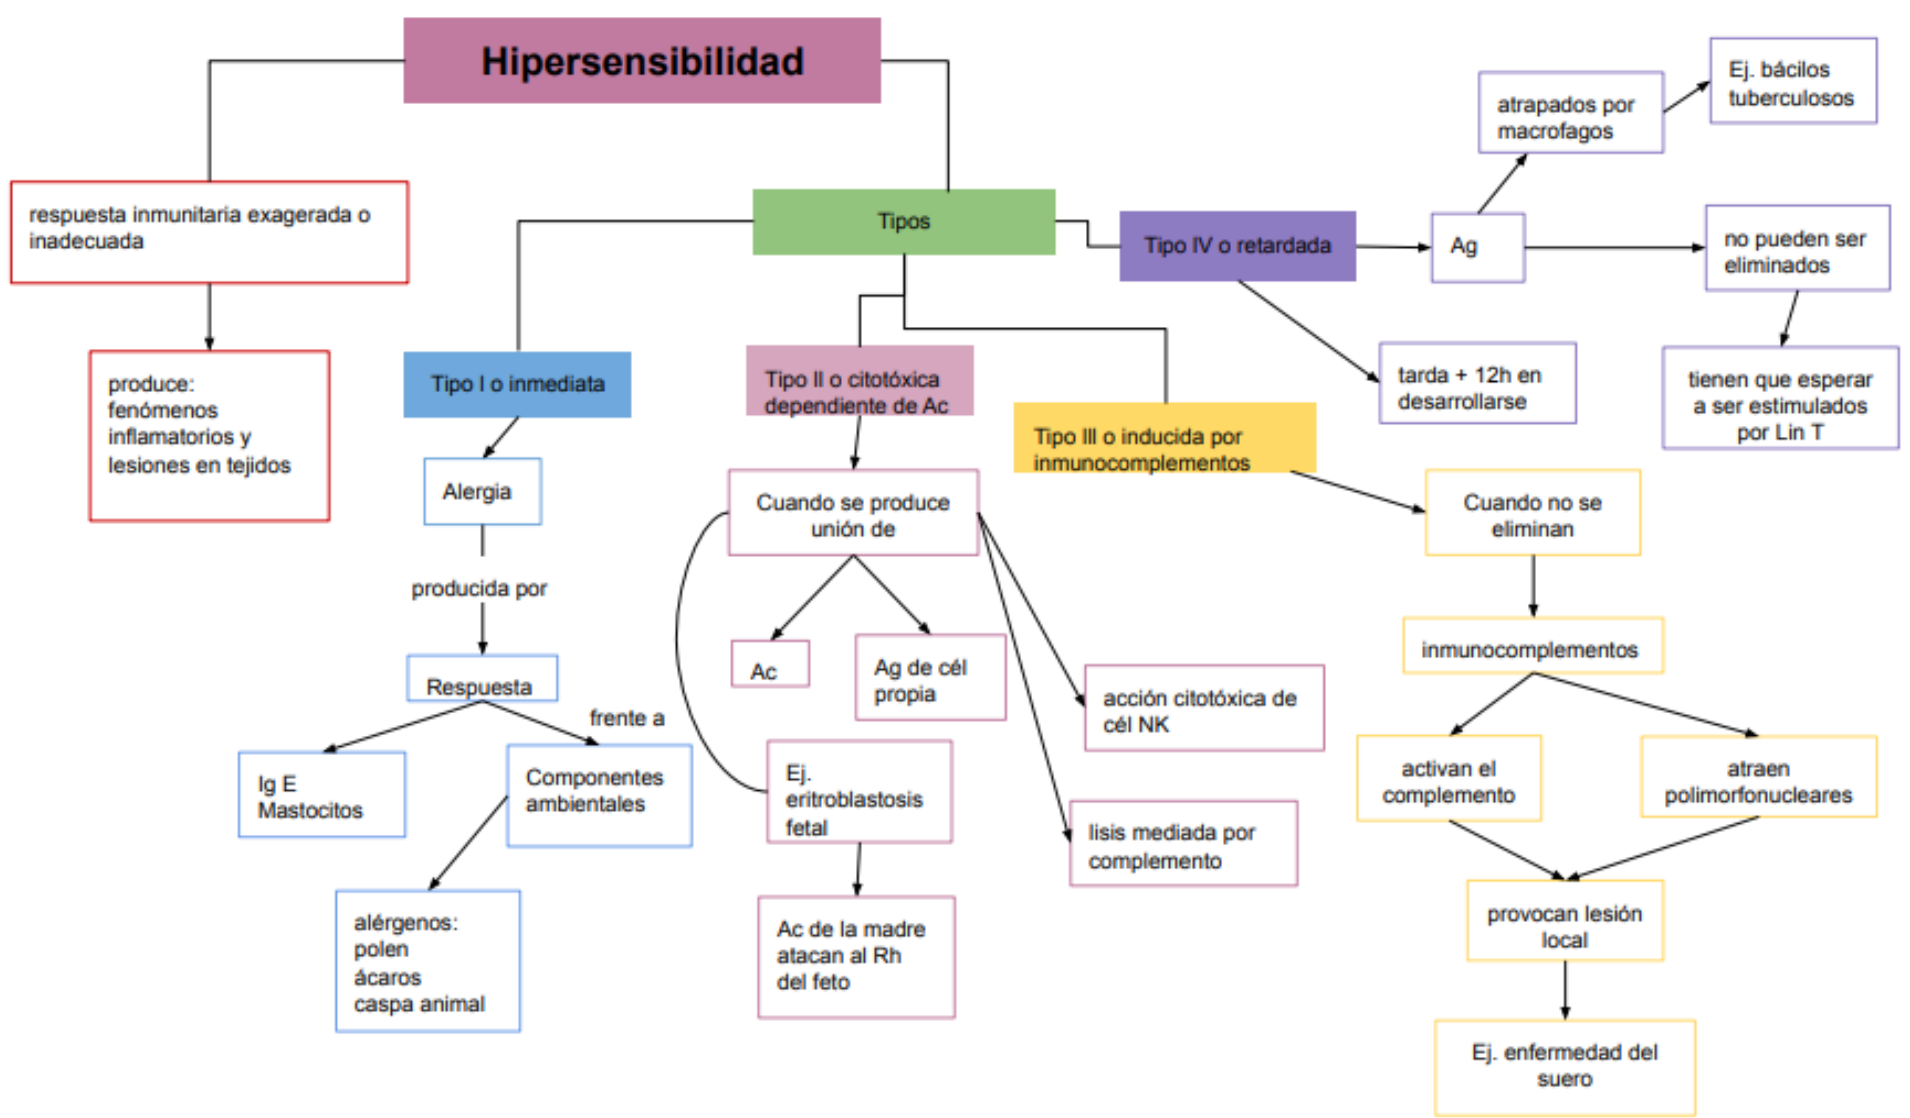 Hipersensibilidad
respuesta inmunitaria exagerada o
inadecuada
produce:
fenómenos
inflamatorios y
lesiones en tejidos
Tipos
Tipo I o inmediata
Alergia
producida por
Respuesta
frente a
Ig E
Mastocitos
Componentes
ambientales
alérgenos:
polen
ácaros
caspa animal
Tipo II o citotóxica
dependiente de Ac
Cuando se produce
unión de
Ac
Ag de cél
propia
Ej.
eritroblastosis
fetal
Ac de la madre
atacan al Rh
del feto
acción citotóxica de
cél NK
lisis mediada por
complemento
Tipo III o inducida por
inmunocomplementos
Cuando no se
eliminan
inmunocomplementos
activan el
complemento
atraen
polimorfonucleares
provocan lesión
local
Ej. enfermedad del
suero
Tipo IV o retardada
Ag
atrapados por
macrofagos
Ej. bácilos
tuberculosos
no pueden ser
eliminados
tienen que esperar
a ser estimulados
por Lin T
tarda + 12h en
desarrollarse